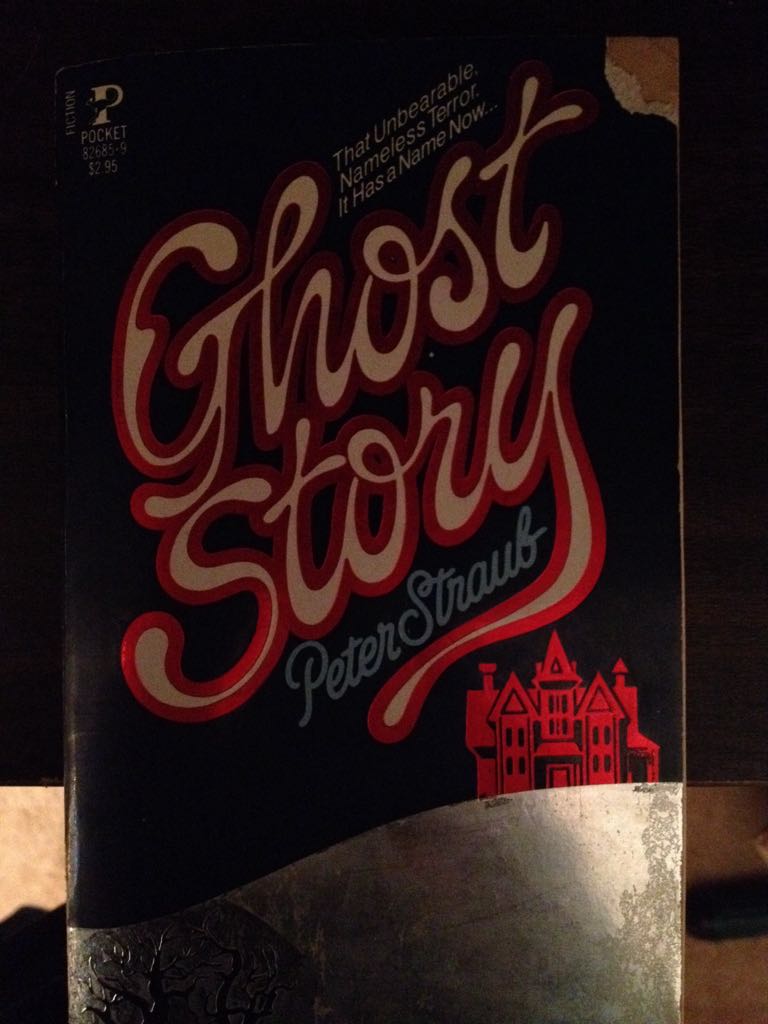 FICTION
P
POCKET
82685-9
$2.95
That Unbearable,
Nameless Terror.
It Has a Name Now...
Ghost
Story
Peter Straub